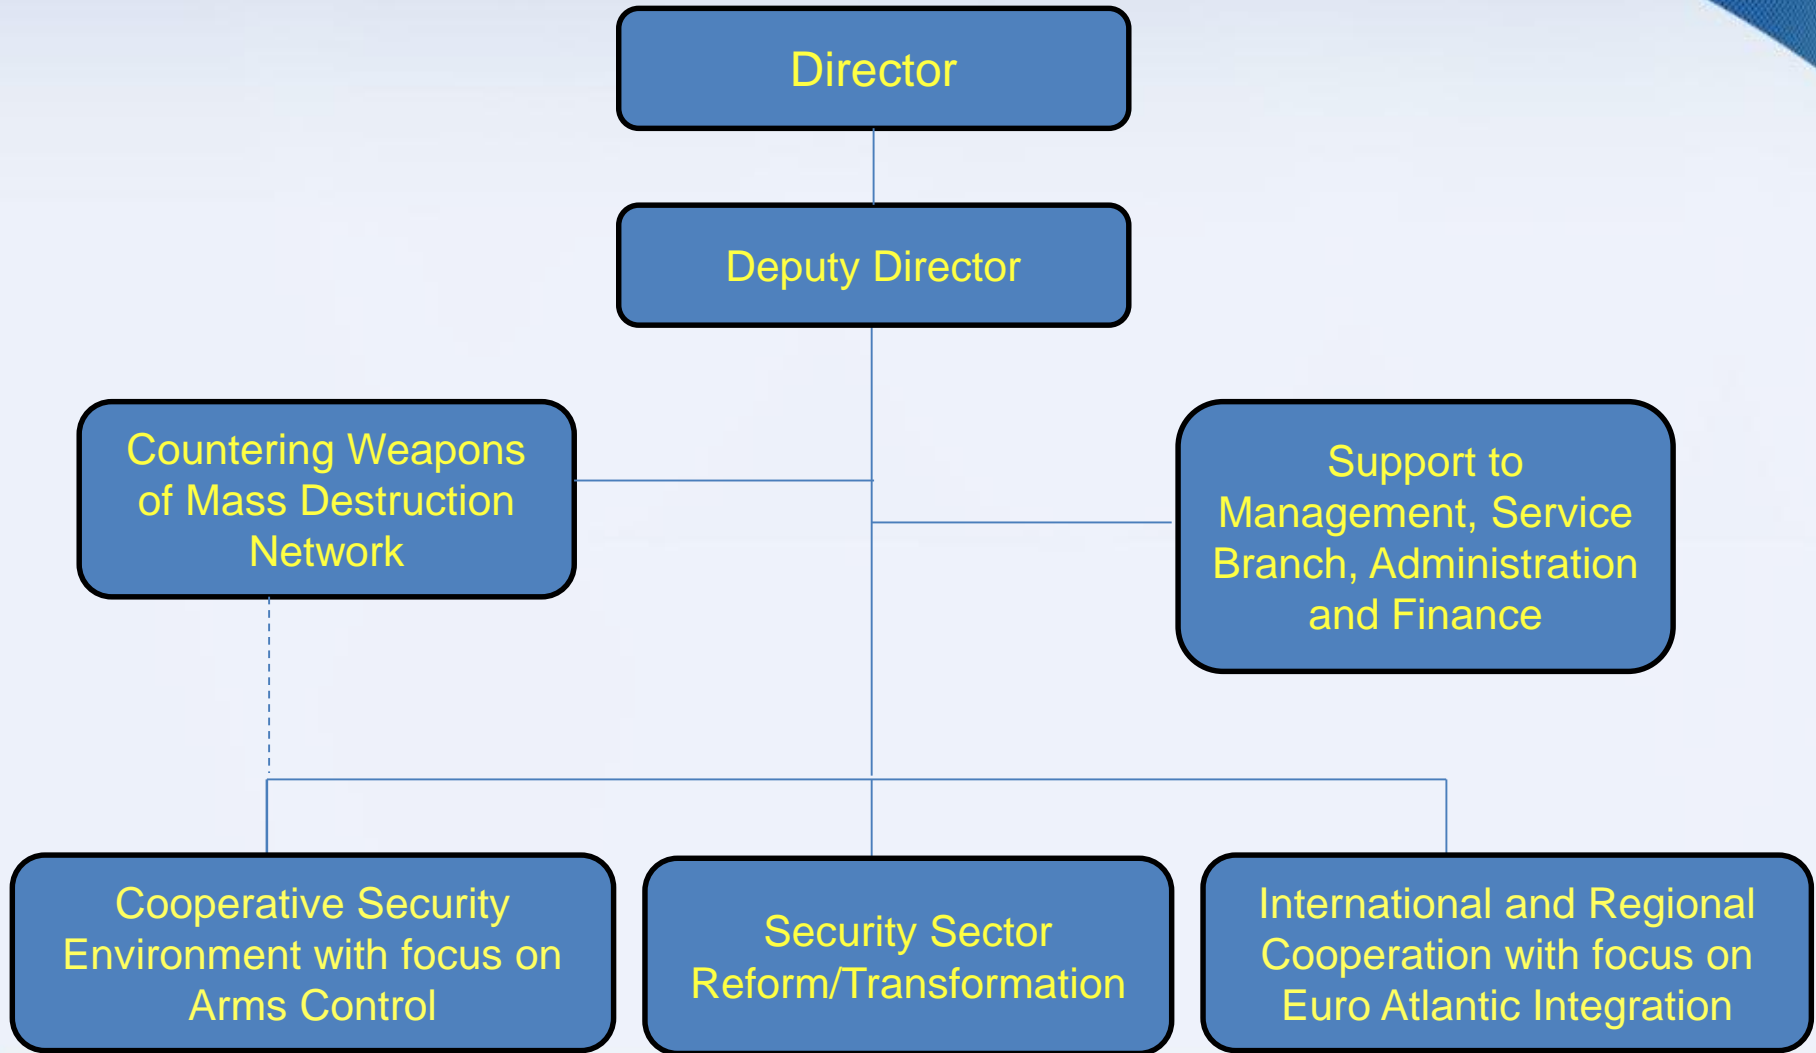 Director
Deputy Director
Countering Weapons
of Mass Destruction
Network
Support to
Management, Service
Branch, Administration
and Finance
Cooperative Security
Environment with focus on
Arms Control
Security Sector
Reform/Transformation
International and Regional
Cooperation with focus on
Euro Atlantic Integration